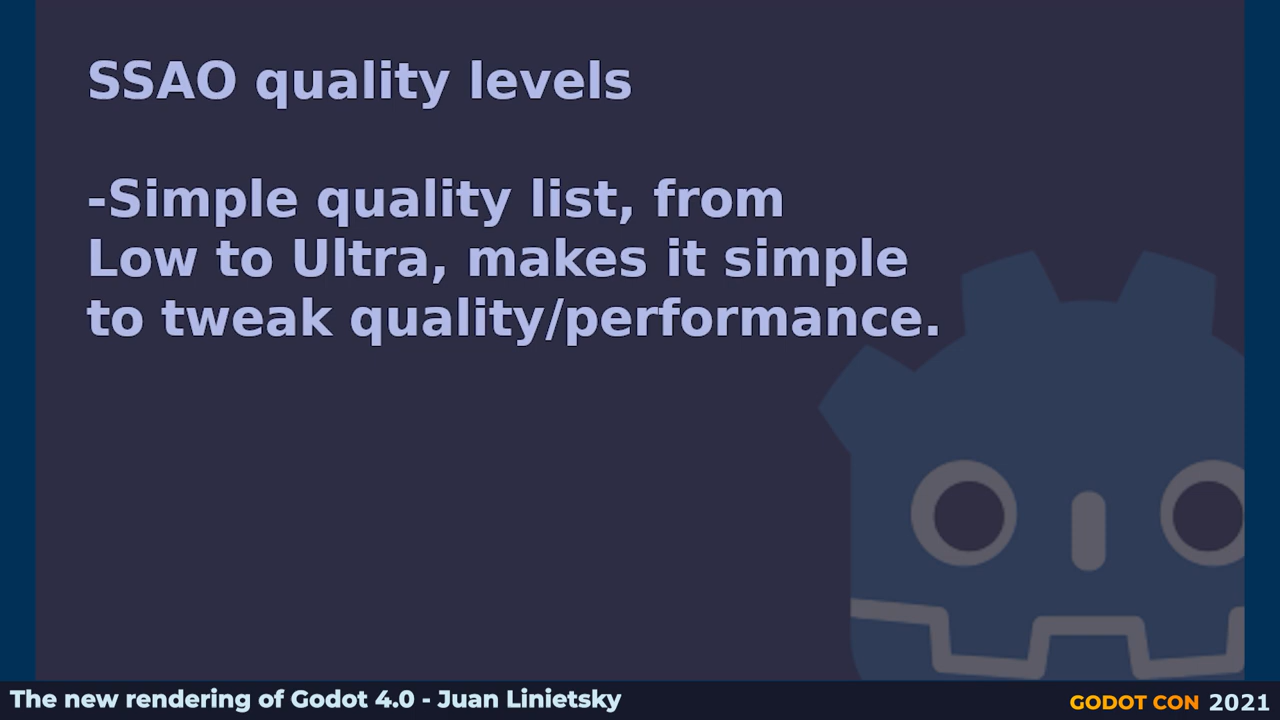 SSAO quality levels
-Simple quality list, from
Low to Ultra, makes it simple
to tweak quality/performance.
The new rendering of Godot 4.0 - Juan Linietsky
GODOT CON 2021